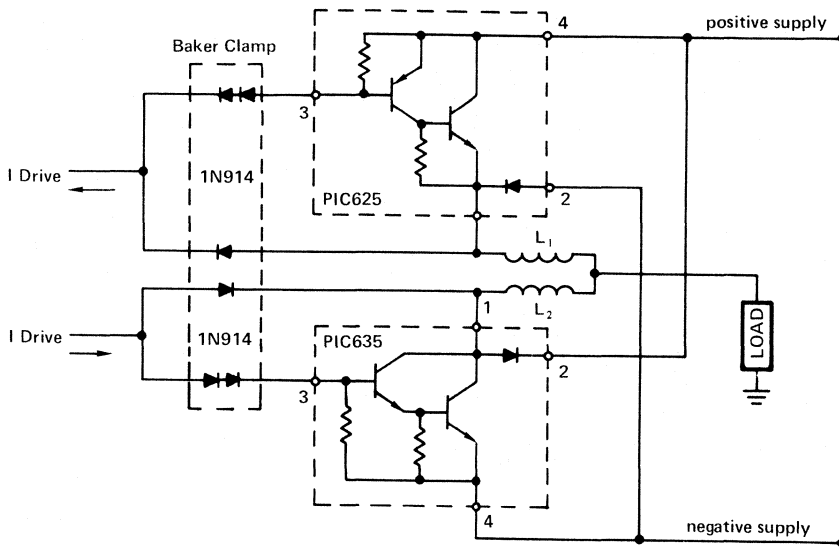 4
positive supply
Baker Clamp
3
I Drive
1N914
PIC625
2
L1
1
L2
I Drive
1N914
PIC635
2
3
LOAD
4
negative supply